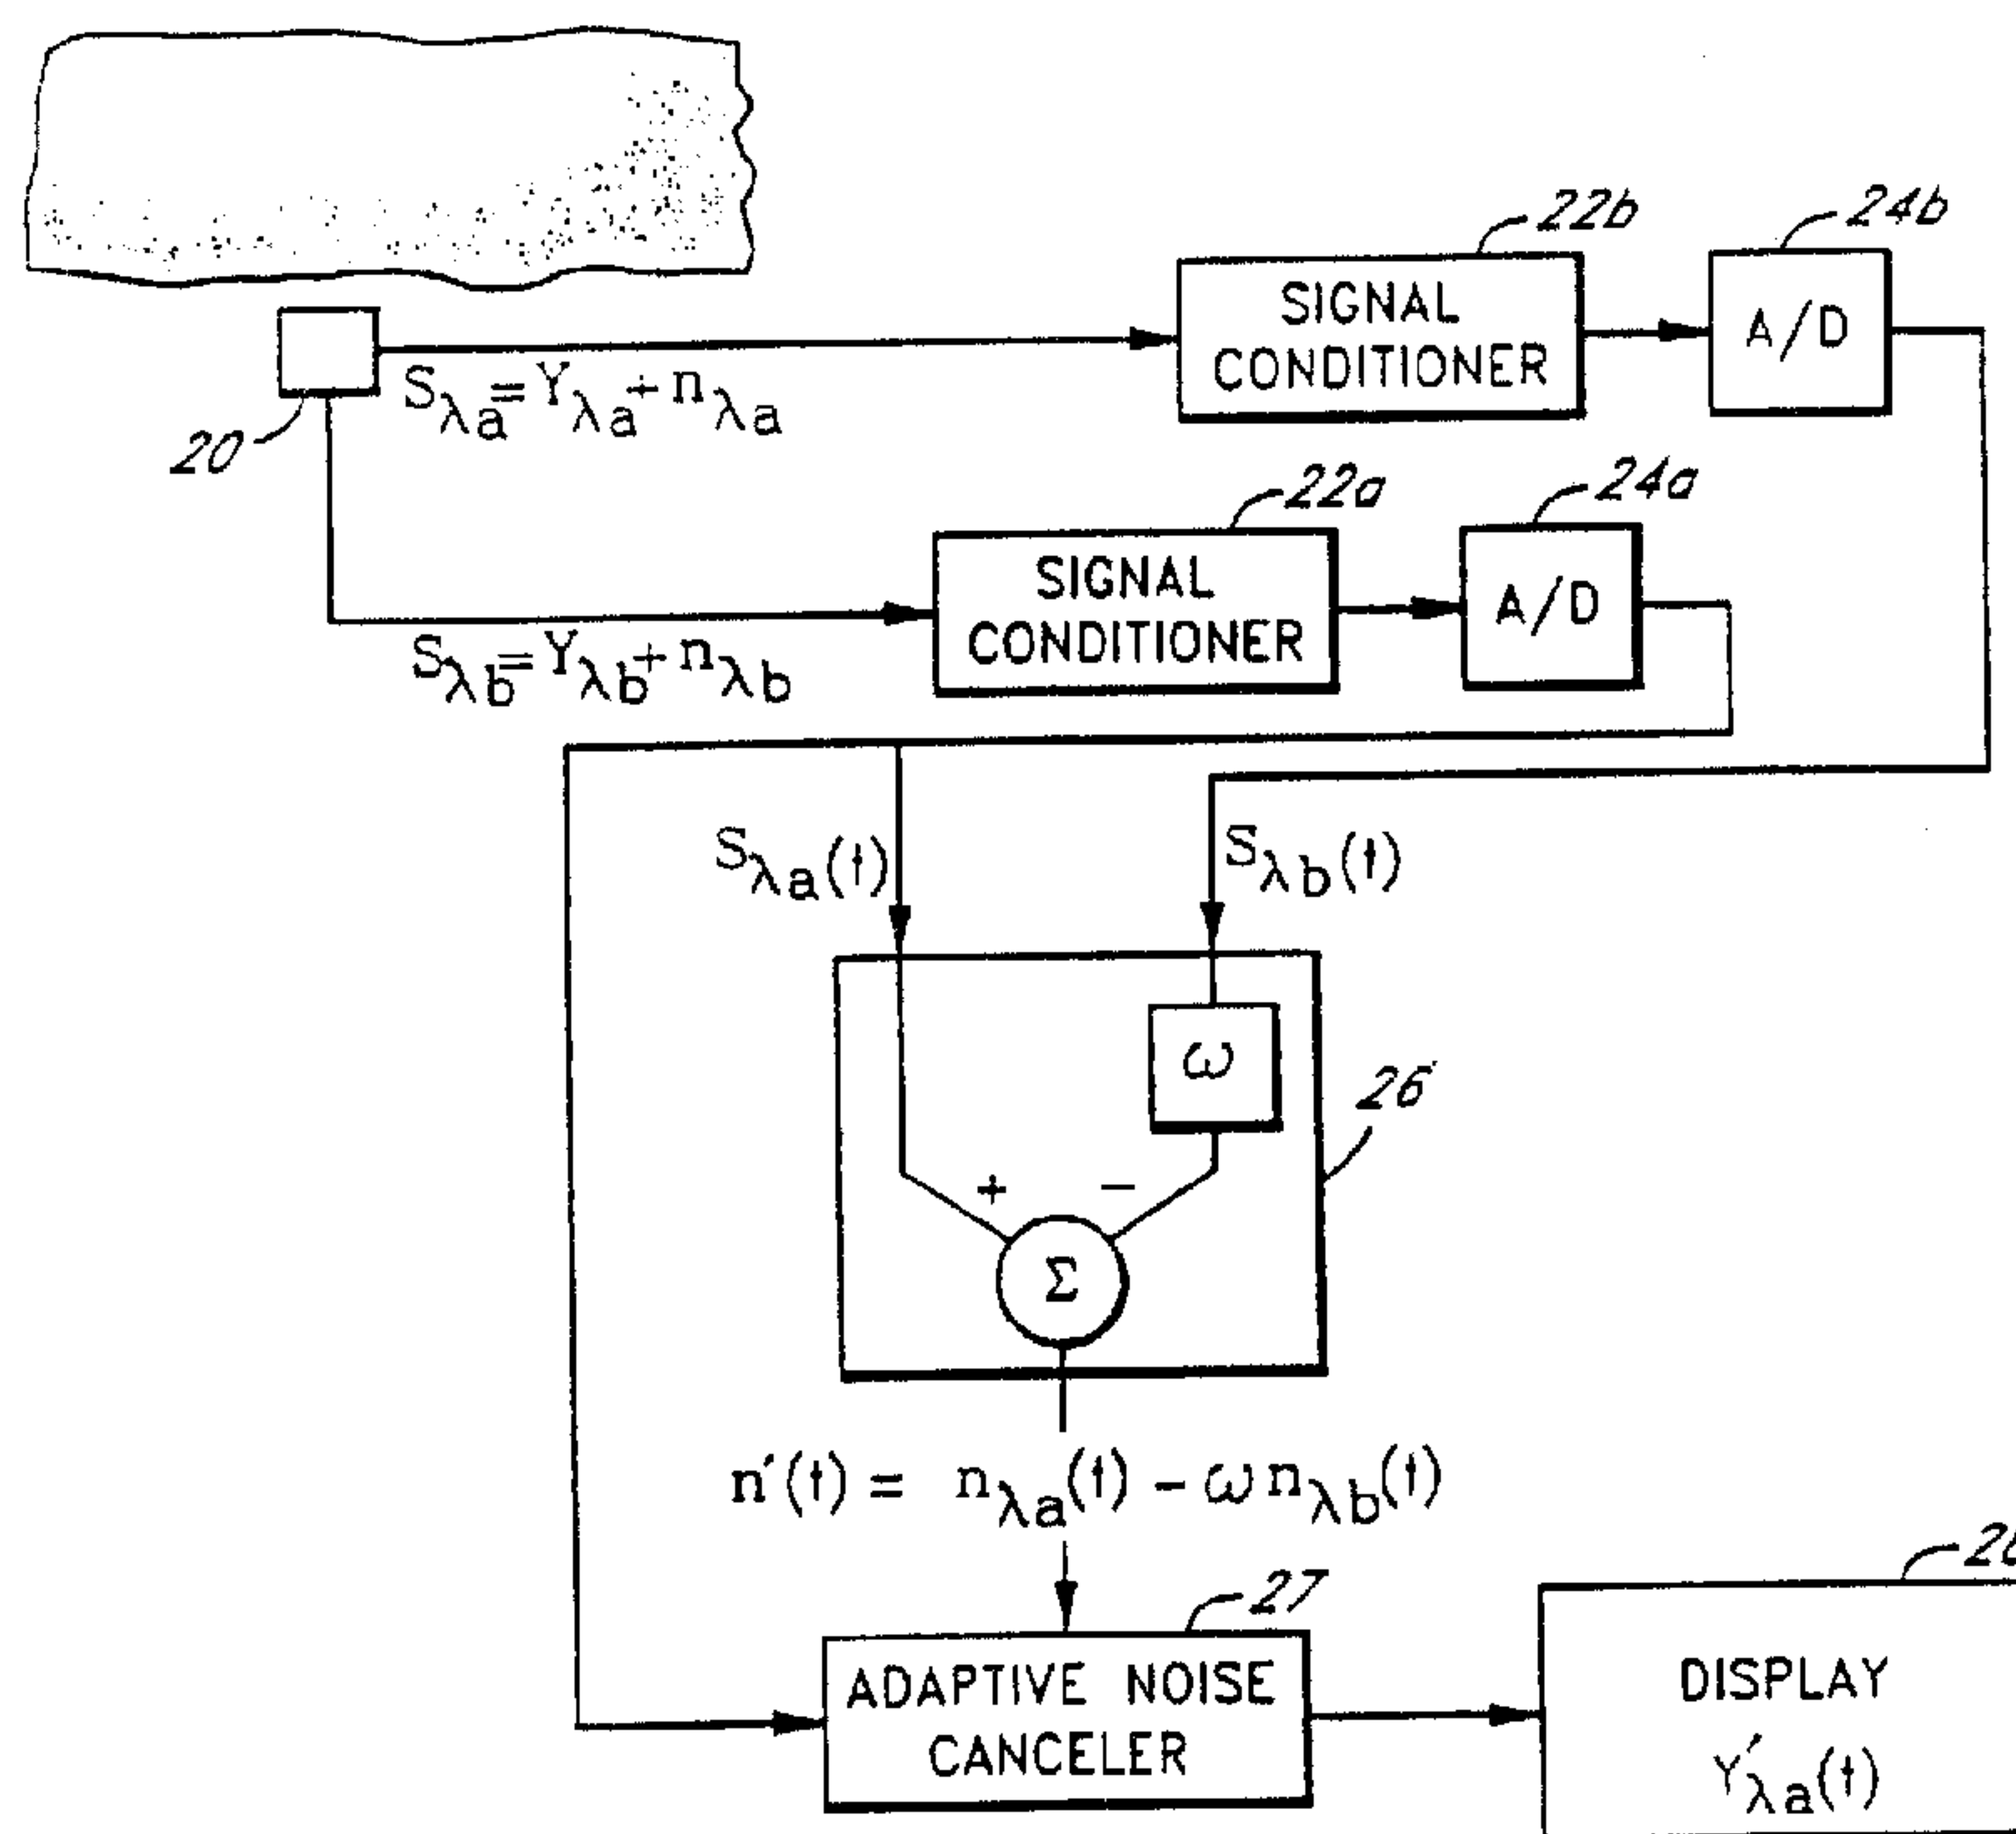 22b
24b
SIGNAL
CONDITIONER
A/D
Sλa=Yλa+nλa
20
22a
24a
SIGNAL
CONDITIONER
A/D
Sλb=Yλb+nλb
Sλa(t)
Sλb(t)
ω
26
+ −
Σ
n′(t) = nλa(t) − ωnλb(t)
27
ADAPTIVE NOISE
CANCELER
DISPLAY
Y′λa(t)